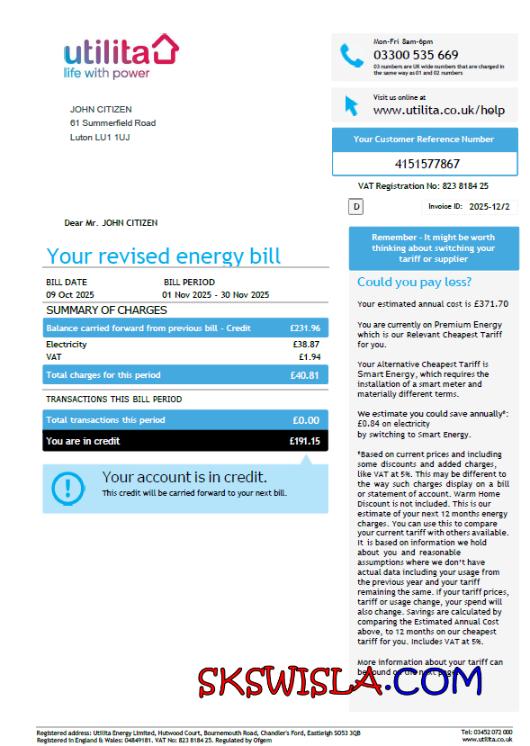 utilita
life with power
Mon-Fri 8am-6pm
03300 535 669
03 numbers are UK wide numbers that are charged in
the same way as 01 and 02 numbers
Visit us online at
www.utilita.co.uk/help
JOHN CITIZEN
61 Summerfield Road
Luton LU1 1UJ
Your Customer Reference Number
4151577867
VAT Registration No: 823 8184 25
D
Invoice ID: 2025-12/2
Dear Mr. JOHN CITIZEN
Remember - It might be worth
thinking about switching your
tariff or supplier
Your revised energy bill
BILL DATE BILL PERIOD
09 Oct 2025 01 Nov 2025 - 30 Nov 2025
SUMMARY OF CHARGES
Balance carried forward from previous bill - Credit £231.96
Electricity £38.87
VAT £1.94
Total charges for this period £40.81
TRANSACTIONS THIS BILL PERIOD
Total transactions this period £0.00
You are in credit £191.15
Your account is in credit.
This credit will be carried forward to your next bill.
Could you pay less?
Your estimated annual cost is £371.70
You are currently on Premium Energy
which is our Relevant Cheapest Tariff
for you.
Your Alternative Cheapest Tariff is
Smart Energy, which requires the
installation of a smart meter and
materially different terms.
We estimate you could save annually*:
£0.84 on electricity
by switching to Smart Energy.
*Based on current prices and including
some discounts and added charges,
like VAT at 5%. This may be different to
the way such charges display on a bill
or statement of account. Warm Home
Discount is not included. This is our
estimate of your next 12 months energy
charges. You can use this to compare
your current tariff with others available.
It is based on information we hold
about you and reasonable
assumptions where we don't have
actual data including your usage from
the previous year and your tariff
remaining the same. If your tariff prices,
tariff or usage change, your spend will
also change. Savings are calculated by
comparing the Estimated Annual Cost
above, to 12 months on our cheapest
tariff for you. Includes VAT at 5%.
More information about your tariff can
be found on the next page.
SKSWISLA.COM
Registered address: Utilita Energy Limited, Hutwood Court, Bournemouth Road, Chandler's Ford, Eastleigh SO53 3QB
Registered in England & Wales: 04849181. VAT No: 823 8184 25. Regulated by Ofgem
Tel: 03452 072 000
www.utilita.co.uk